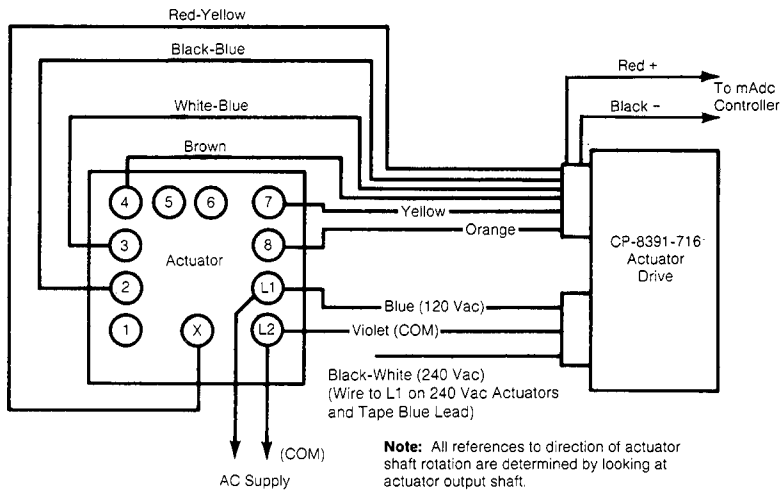 Red-Yellow
Black-Blue
White-Blue
Brown
Red +
Black –
To mAdc
Controller
4
5
6
7
Yellow
3
8
Orange
Actuator
CP-8391-716
Actuator
Drive
2
L1
Blue (120 Vac)
1
X
L2
Violet (COM)
Black-White (240 Vac)
(Wire to L1 on 240 Vac Actuators
and Tape Blue Lead)
(COM)
AC Supply
Note: All references to direction of actuator
shaft rotation are determined by looking at
actuator output shaft.